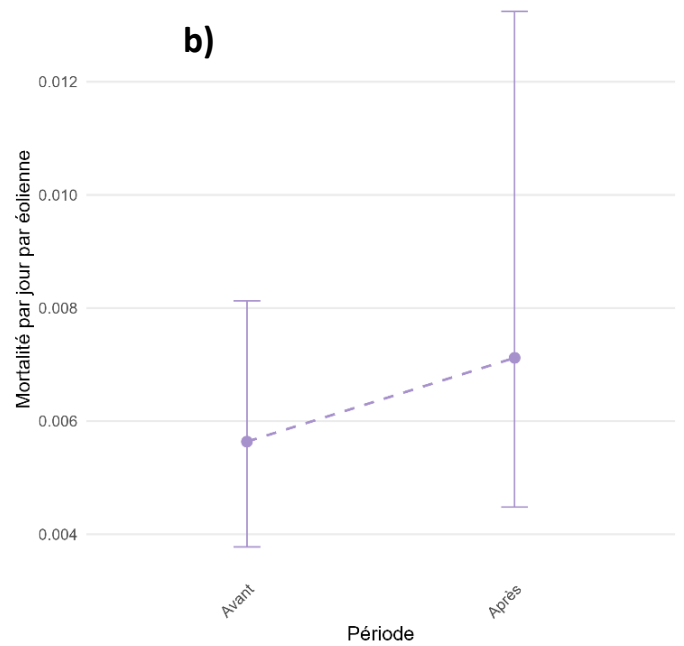 b)
0.012
0.010
0.008
0.006
0.004
Mortalité par jour par éolienne
Avant
Après
Période